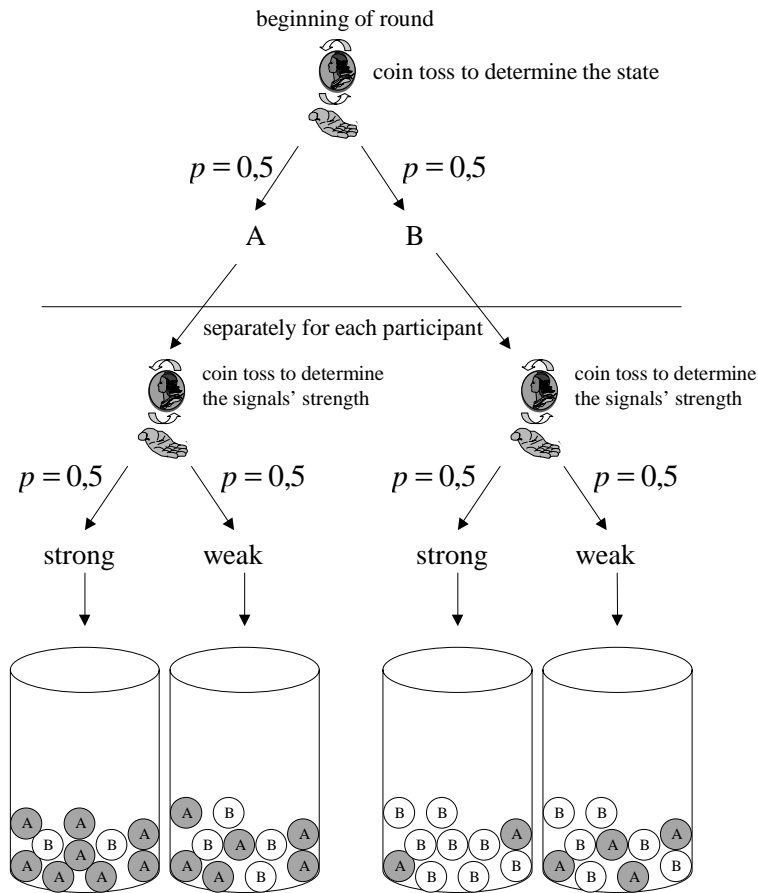 beginning of round
coin toss to determine the state
p = 0,5
p = 0,5
A
B
separately for each participant
coin toss to determine
the signals’ strength
coin toss to determine
the signals’ strength
p = 0,5
p = 0,5
p = 0,5
p = 0,5
strong
weak
strong
weak
A A A
B A B
A A
A A
A B A
B A B
A A
A B
B B A
B B B
A B
B B
B B A
B A B
A B
B A